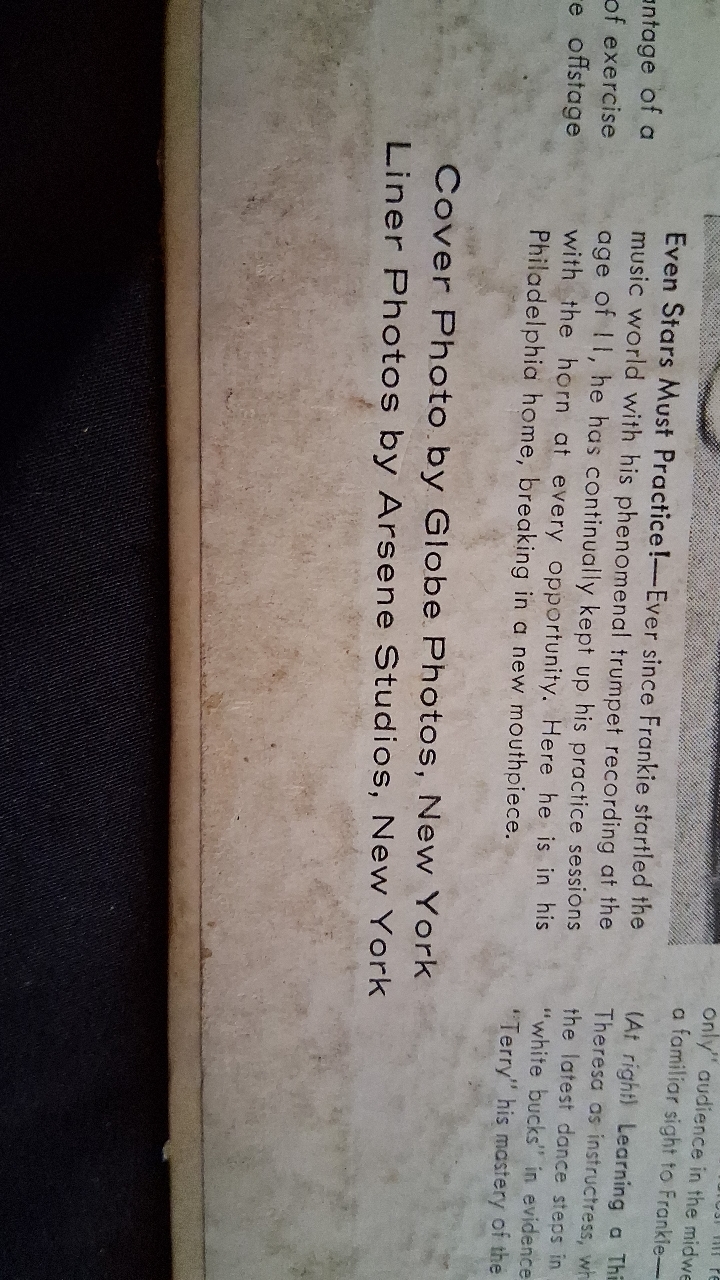 ntage of a
of exercise
e offstage
Even Stars Must Practice!—Ever since Frankie startled the
music world with his phenomenal trumpet recording at the
age of 11, he has continually kept up his practice sessions
with the horn at every opportunity. Here he is in his
Philadelphia home, breaking in a new mouthpiece.
only" audience in the midwe
a familiar sight to Frankie—
(At right) Learning a Th
Theresa as instructress, wh
the latest dance steps in
"white bucks" in evidence
"Terry" his mastery of the
Cover Photo by Globe Photos, New York
Liner Photos by Arsene Studios, New York